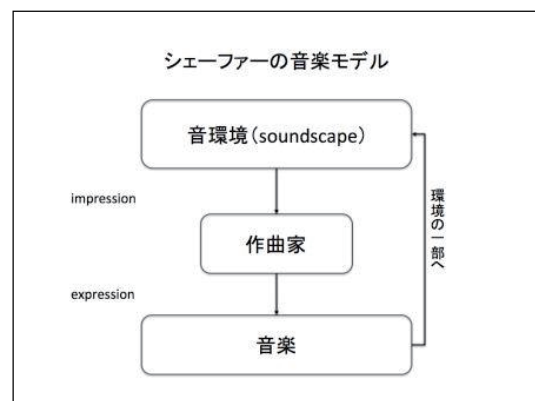 シェーファーの音楽モデル
音環境(soundscape)
impression
作曲家
環境の一部へ
expression
音楽